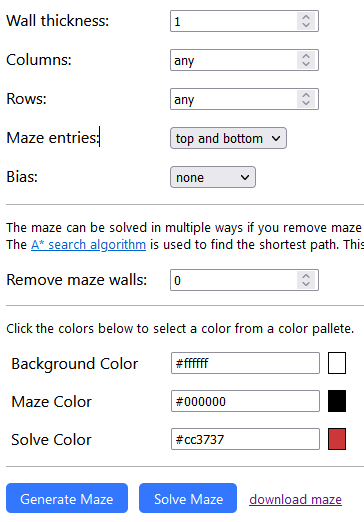 Wall thickness: 1
Columns: any
Rows: any
Maze entries: top and bottom
Bias: none
The maze can be solved in multiple ways if you remove maze
The A* search algorithm is used to find the shortest path. This
Remove maze walls: 0
Click the colors below to select a color from a color pallete.
Background Color #ffffff
Maze Color #000000
Solve Color #cc3737
Generate Maze Solve Maze download maze